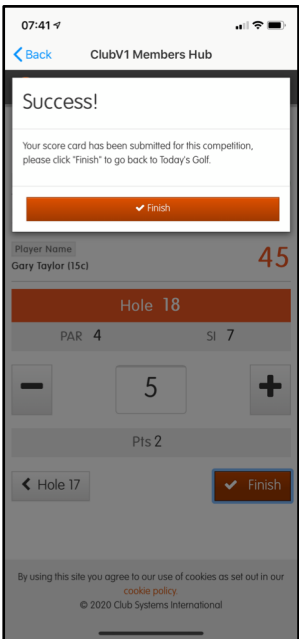 07:41
Back ClubV1 Members Hub
Success!
Your score card has been submitted for this competition,
please click "Finish" to go back to Today's Golf.
Finish
Player Name
Gary Taylor (15c) 45
Hole 18
PAR 4 SI 7
5
Pts 2
Hole 17 Finish
By using this site you agree to our use of cookies as set out in our
cookie policy.
© 2020 Club Systems International